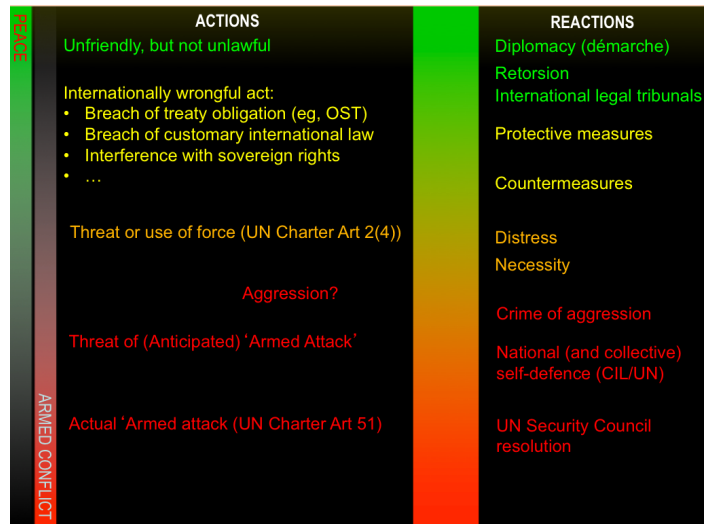 PEACE
ACTIONS
Unfriendly, but not unlawful
Internationally wrongful act:
• Breach of treaty obligation (eg, OST)
• Breach of customary international law
• Interference with sovereign rights
• …
Threat or use of force (UN Charter Art 2(4))
Aggression?
Threat of (Anticipated) ‘Armed Attack’
Actual ‘Armed attack (UN Charter Art 51)
ARMED CONFLICT
REACTIONS
Diplomacy (démarche)
Retorsion
International legal tribunals
Protective measures
Countermeasures
Distress
Necessity
Crime of aggression
National (and collective)
self-defence (CIL/UN)
UN Security Council
resolution